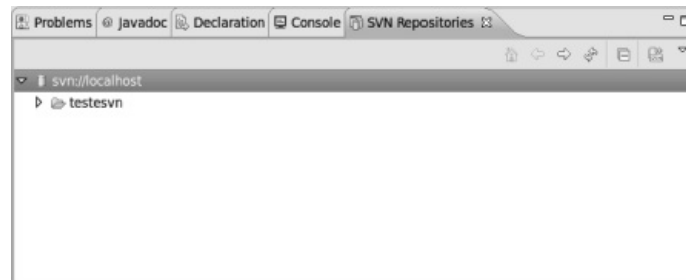 Problems @ Javadoc Declaration Console SVN Repositories
svn://localhost
testesvn